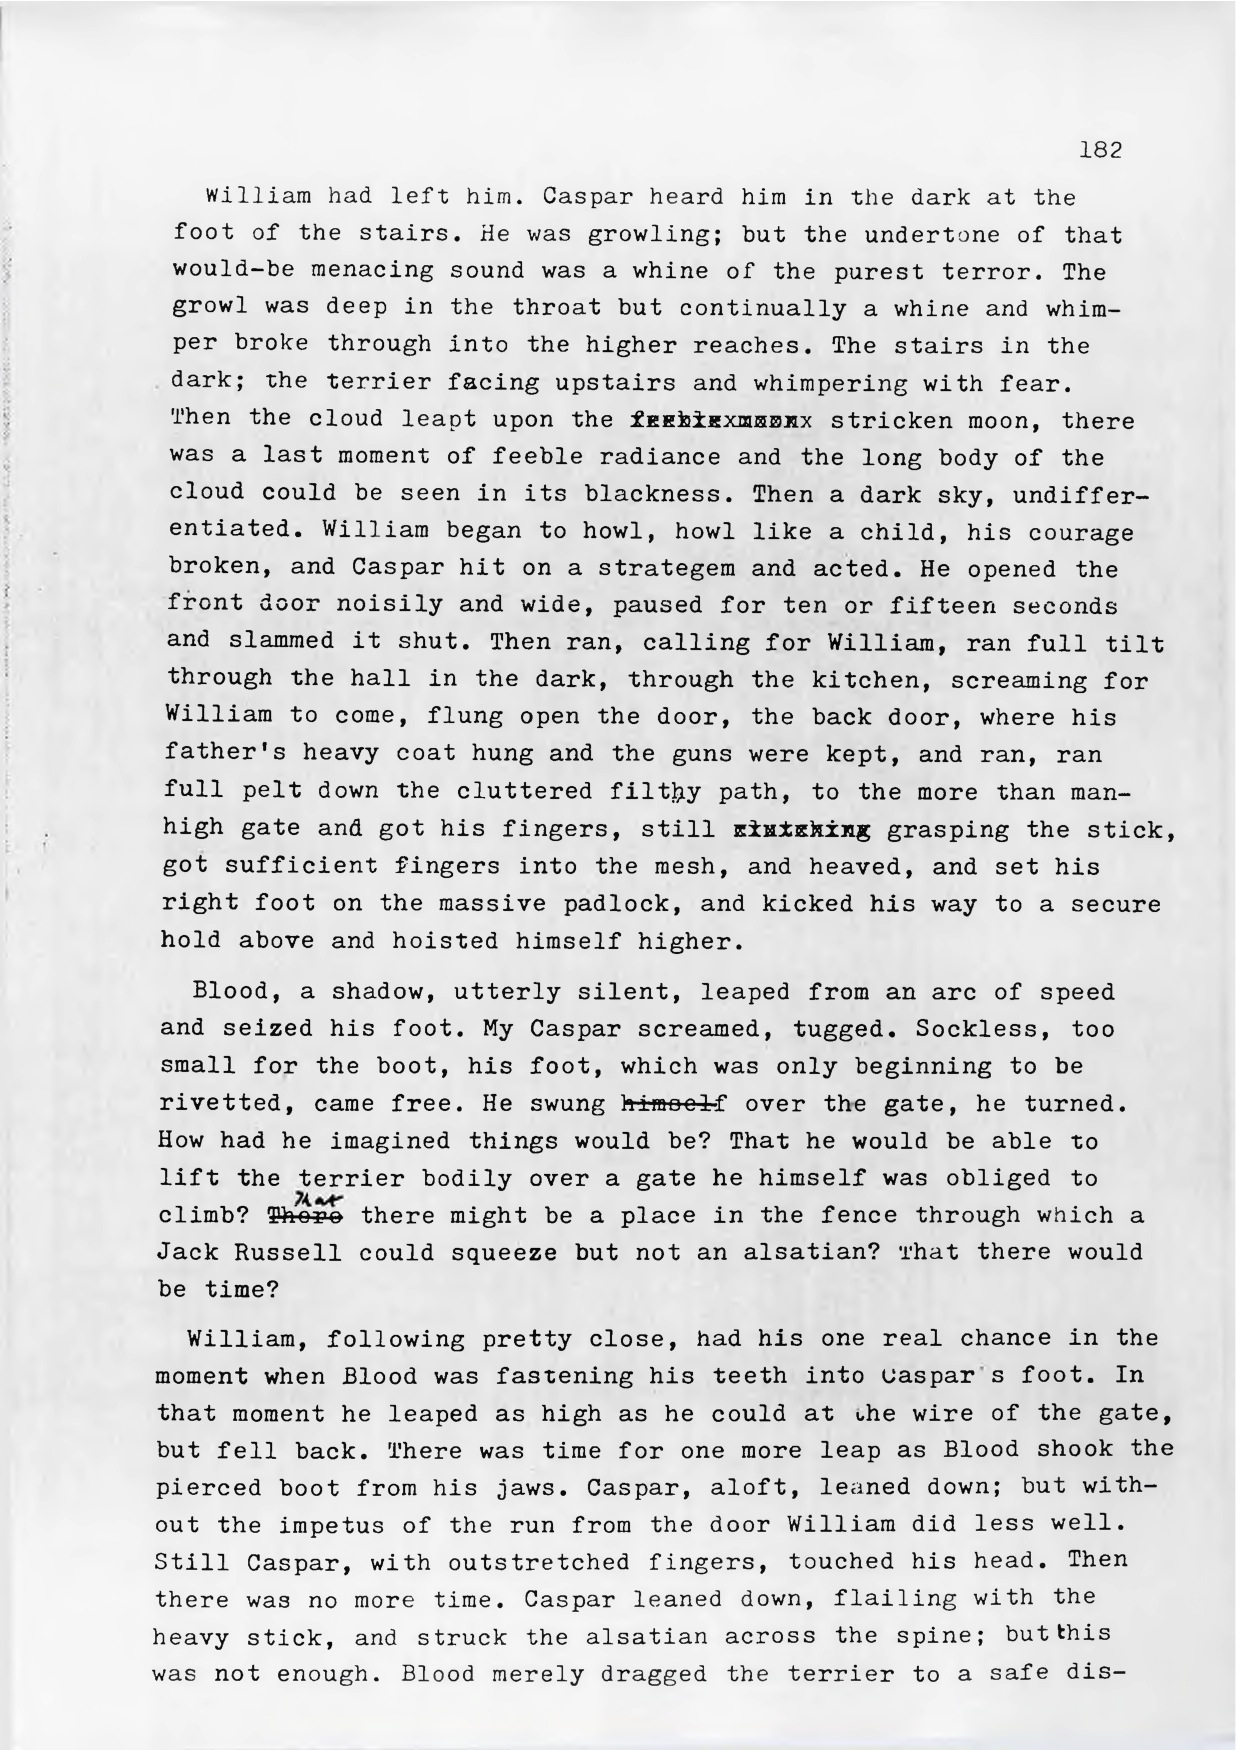 182
William had left him. Caspar heard him in the dark at the
foot of the stairs. He was growling; but the undertone of that
would-be menacing sound was a whine of the purest terror. The
growl was deep in the throat but continually a whine and whim-
per broke through into the higher reaches. The stairs in the
dark; the terrier facing upstairs and whimpering with fear.
Then the cloud leapt upon the stricken moon, there
was a last moment of feeble radiance and the long body of the
cloud could be seen in its blackness. Then a dark sky, undiffer-
entiated. William began to howl, howl like a child, his courage
broken, and Caspar hit on a strategem and acted. He opened the
front door noisily and wide, paused for ten or fifteen seconds
and slammed it shut. Then ran, calling for William, ran full tilt
through the hall in the dark, through the kitchen, screaming for
William to come, flung open the door, the back door, where his
father's heavy coat hung and the guns were kept, and ran, ran
full pelt down the cluttered filthy path, to the more than man-
high gate and got his fingers, still clutching grasping the stick,
got sufficient fingers into the mesh, and heaved, and set his
right foot on the massive padlock, and kicked his way to a secure
hold above and hoisted himself higher.
Blood, a shadow, utterly silent, leaped from an arc of speed
and seized his foot. My Caspar screamed, tugged. Sockless, too
small for the boot, his foot, which was only beginning to be
rivetted, came free. He swung himself over the gate, he turned.
How had he imagined things would be? That he would be able to
lift the terrier bodily over a gate he himself was obliged to
That
climb? There there might be a place in the fence through which a
Jack Russell could squeeze but not an alsatian? That there would
be time?
William, following pretty close, had his one real chance in the
moment when Blood was fastening his teeth into Caspar's foot. In
that moment he leaped as high as he could at the wire of the gate,
but fell back. There was time for one more leap as Blood shook the
pierced boot from his jaws. Caspar, aloft, leaned down; but with-
out the impetus of the run from the door William did less well.
Still Caspar, with outstretched fingers, touched his head. Then
there was no more time. Caspar leaned down, flailing with the
heavy stick, and struck the alsatian across the spine; but this
was not enough. Blood merely dragged the terrier to a safe dis-